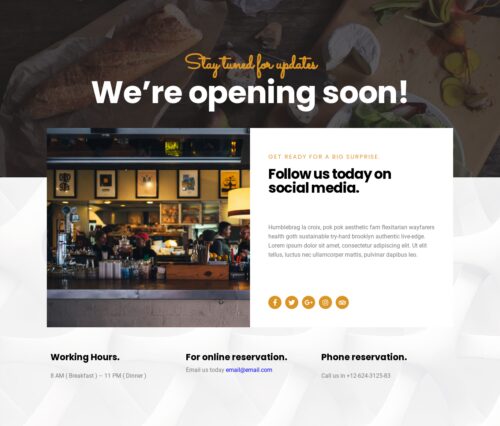 Stay tuned for updates
We’re opening soon!
GET READY FOR A BIG SURPRISE
Follow us today on
social media.
Humblebrag la croix, pok pok aesthetic fam flexitarian wayfarers
health goth sustainable try-hard brooklyn authentic live-edge.
Lorem ipsum dolor sit amet, consectetur adipiscing elit. Ut elit
tellus, luctus nec ullamcorper mattis, pulvinar dapibus leo.
Working Hours.
8 AM ( Breakfast ) – 11 PM ( Dinner )
For online reservation.
Email us today email@email.com
Phone reservation.
Call us in +12-624-3125-83